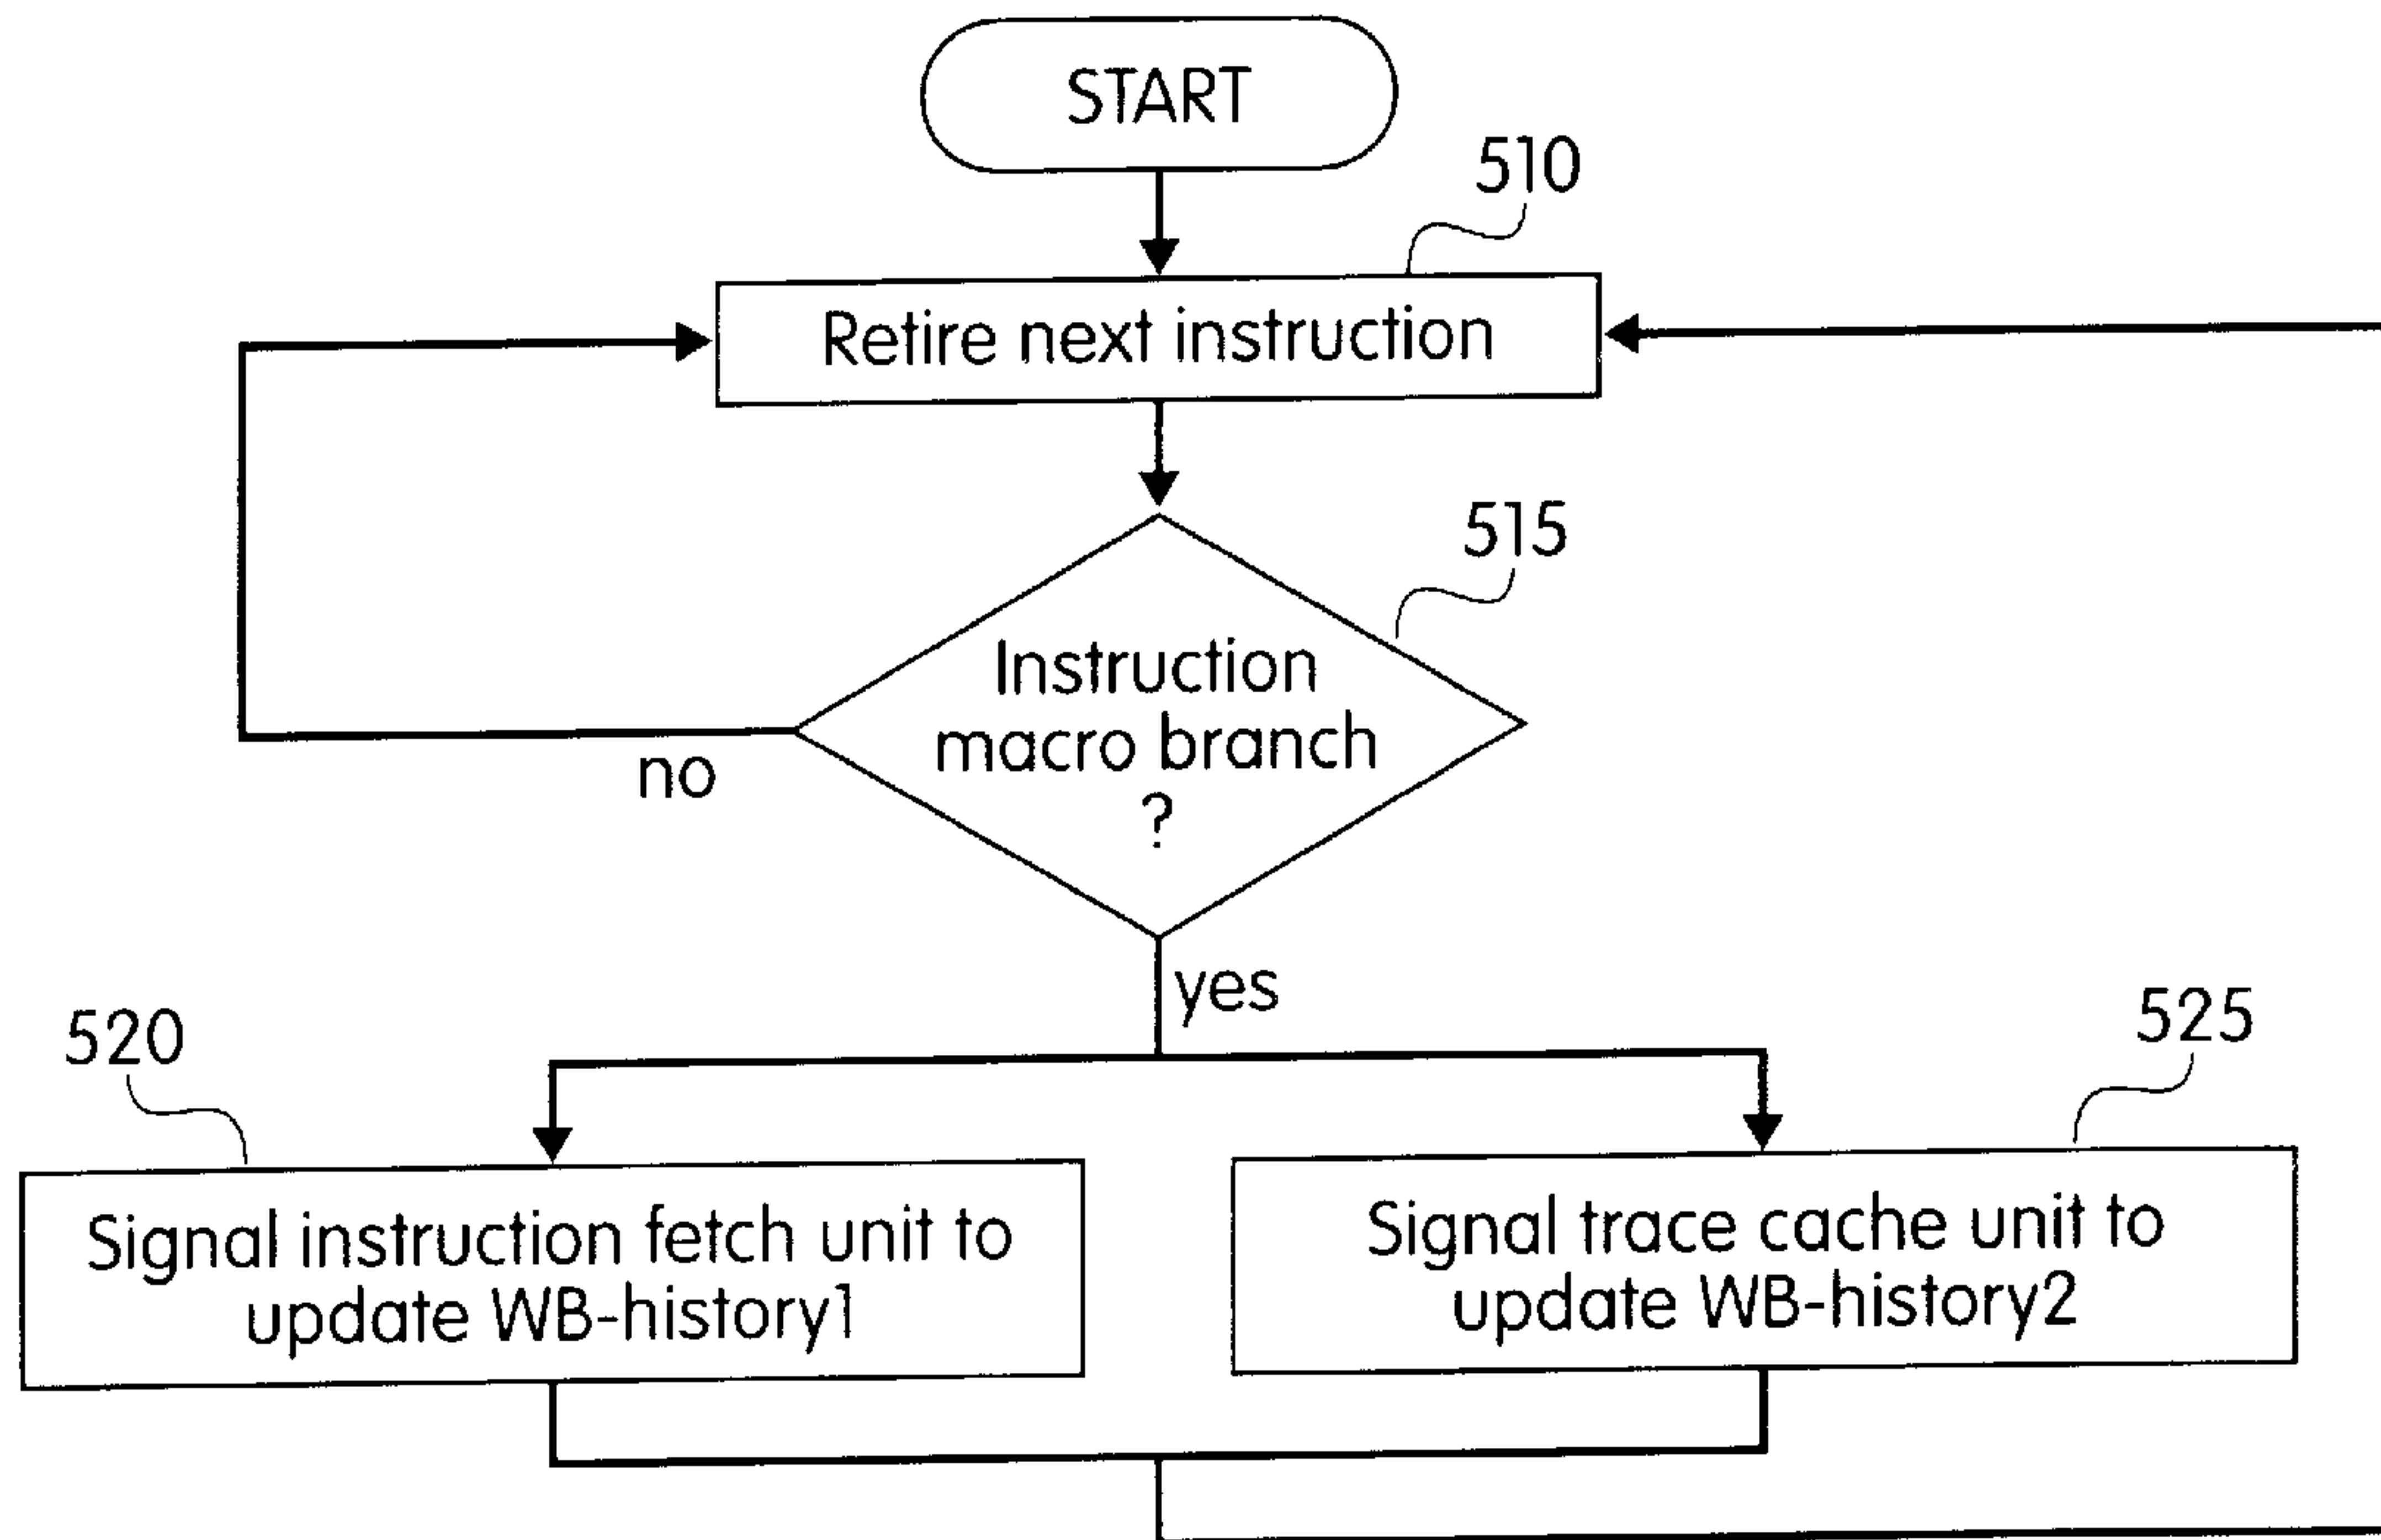 START
510
Retire next instruction
515
Instruction
macro branch
?
no
yes
520
525
Signal instruction fetch unit to
update WB-history1
Signal trace cache unit to
update WB-history2